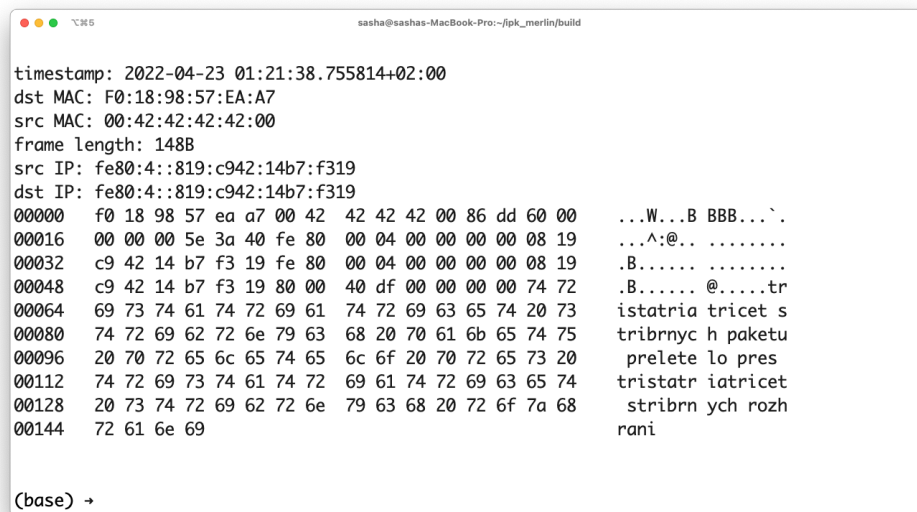 ⌥⌘5 sasha@sashas-MacBook-Pro:~/ipk_merlin/build
timestamp: 2022-04-23 01:21:38.755814+02:00
dst MAC: F0:18:98:57:EA:A7
src MAC: 00:42:42:42:42:00
frame length: 148B
src IP: fe80:4::819:c942:14b7:f319
dst IP: fe80:4::819:c942:14b7:f319
00000 f0 18 98 57 ea a7 00 42 42 42 42 00 86 dd 60 00 ...W...B BBB...`.
00016 00 00 00 5e 3a 40 fe 80 00 04 00 00 00 00 08 19 ...^:@.. ........
00032 c9 42 14 b7 f3 19 fe 80 00 04 00 00 00 00 08 19 .B...... ........
00048 c9 42 14 b7 f3 19 80 00 40 df 00 00 00 00 74 72 .B...... @.....tr
00064 69 73 74 61 74 72 69 61 74 72 69 63 65 74 20 73 istatria tricet s
00080 74 72 69 62 72 6e 79 63 68 20 70 61 6b 65 74 75 tribrnyc h paketu
00096 20 70 72 65 6c 65 74 65 6c 6f 20 70 72 65 73 20 prelete lo pres
00112 74 72 69 73 74 61 74 72 69 61 74 72 69 63 65 74 tristatr iatricet
00128 20 73 74 72 69 62 72 6e 79 63 68 20 72 6f 7a 68 stribrn ych rozh
00144 72 61 6e 69 rani
(base) →